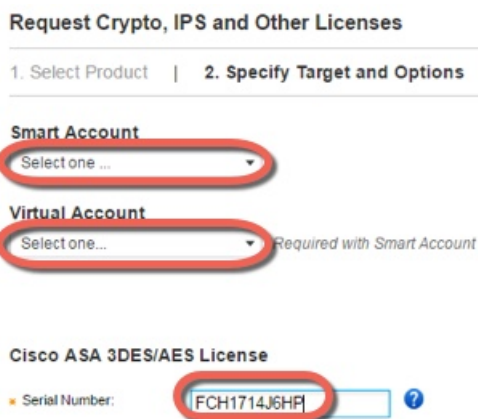 Request Crypto, IPS and Other Licenses
1. Select Product | 2. Specify Target and Options
Smart Account
Select one ...
Virtual Account
Select one... Required with Smart Account
Cisco ASA 3DES/AES License
Serial Number: FCH1714J6HP ?